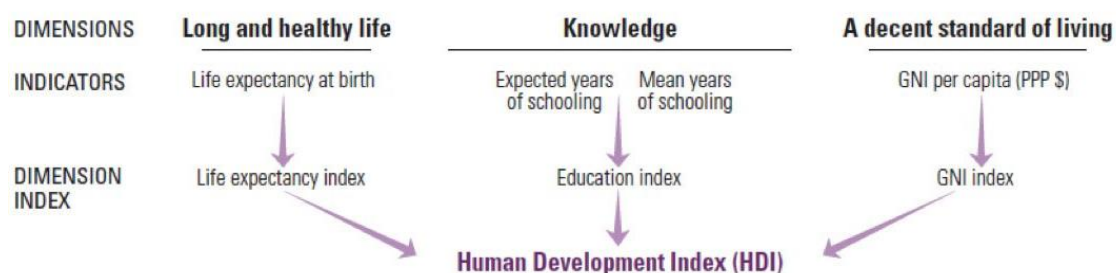 DIMENSIONS Long and healthy life Knowledge A decent standard of living
INDICATORS Life expectancy at birth Expected years of schooling Mean years of schooling GNI per capita (PPP $)
DIMENSION INDEX Life expectancy index Education index GNI index
Human Development Index (HDI)